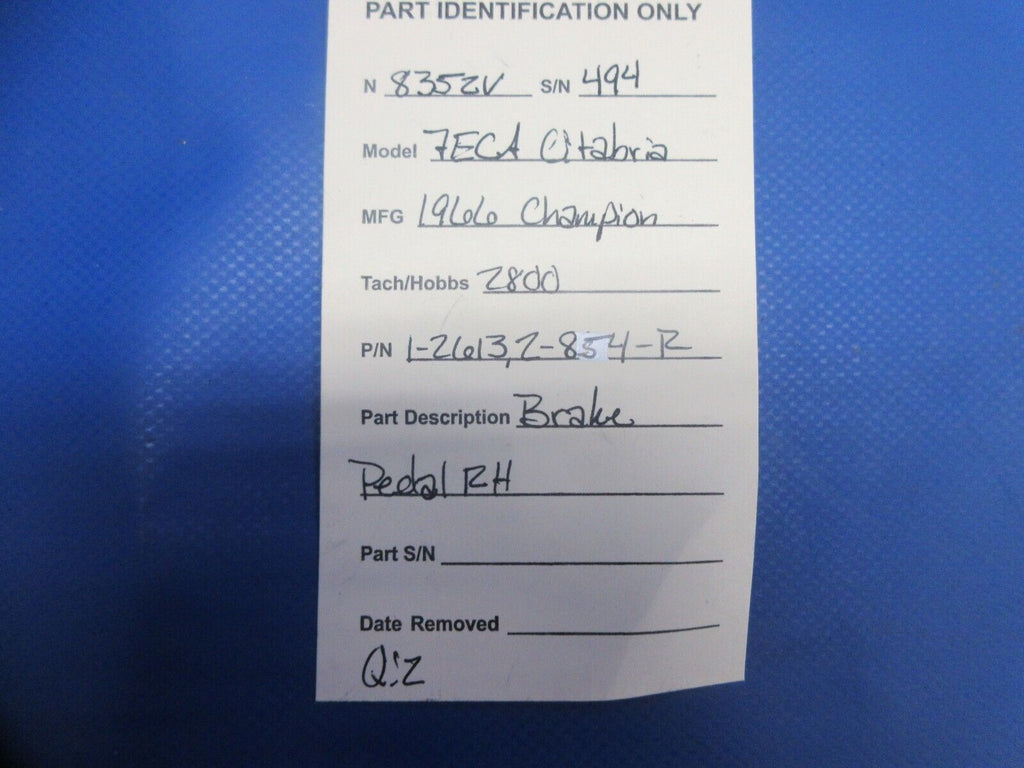 PART IDENTIFICATION ONLY
N 8352V S/N 494
Model 7ECA Citabria
MFG 1966 Champion
Tach/Hobbs 2800
P/N 1-2613, 2-854-R
Part Description Brake
Pedal RH
Part S/N
Date Removed
Q:2